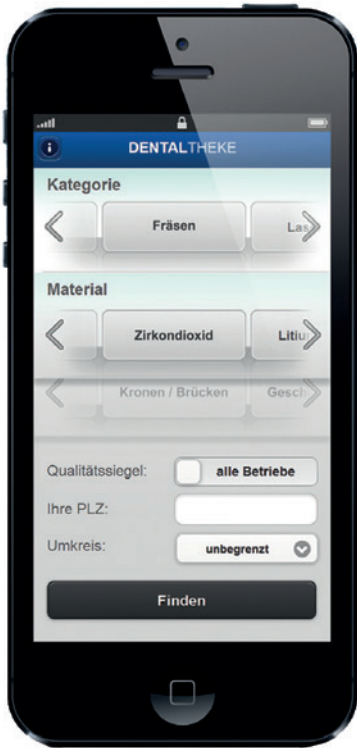 DENTALTHEKE
Kategorie
Fräsen Las
Material
Zirkondioxid Litiu
Kronen / Brücken Gesch
Qualitätssiegel: alle Betriebe
Ihre PLZ:
Umkreis: unbegrenzt
Finden